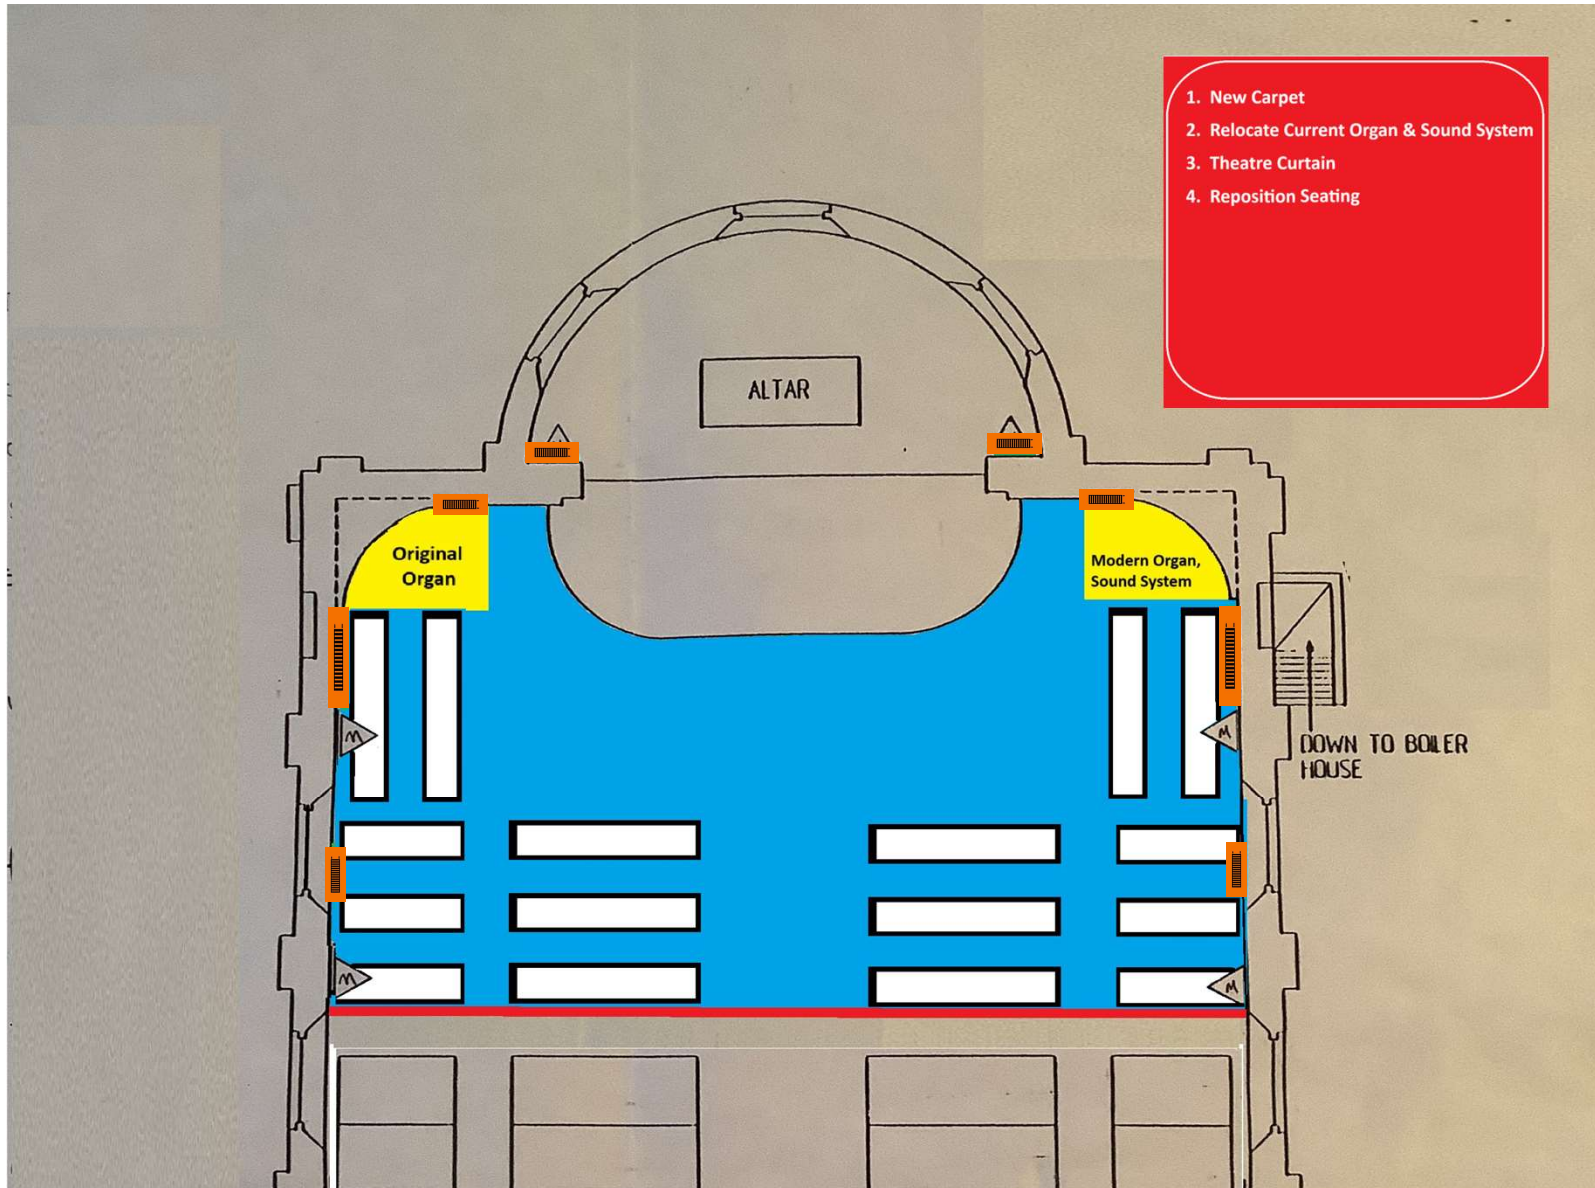 1. New Carpet
2. Relocate Current Organ & Sound System
3. Theatre Curtain
4. Reposition Seating
ALTAR
Original
Organ
Modern Organ,
Sound System
M
M
DOWN TO BOILER
HOUSE
M
M